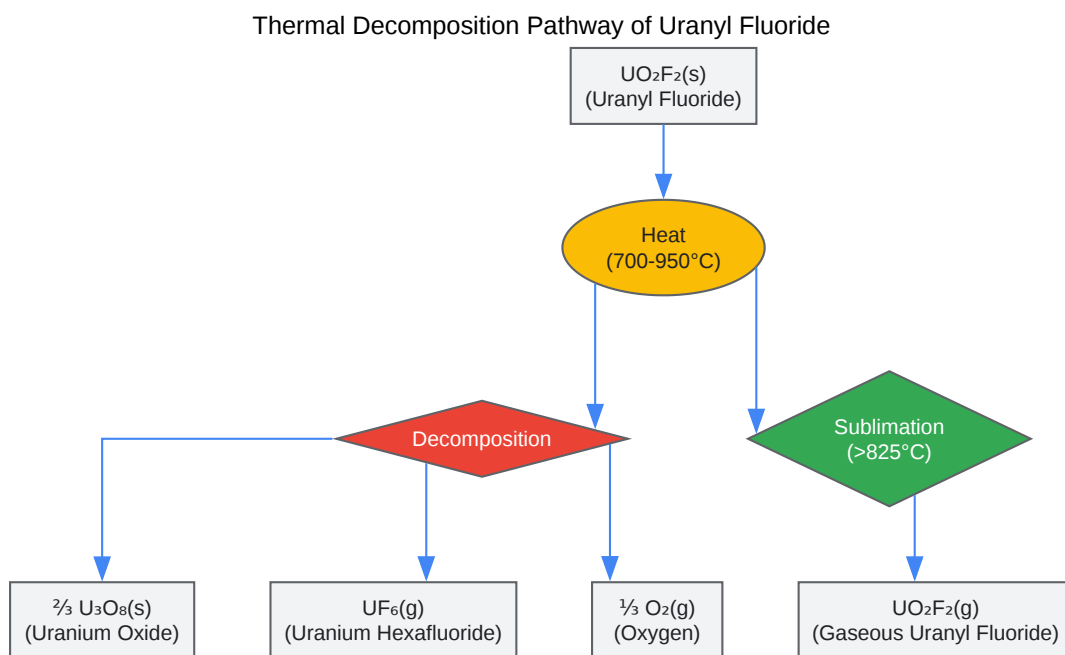 Thermal Decomposition Pathway of Uranyl Fluoride
UO₂F₂(s)
(Uranyl Fluoride)
Heat
(700-950°C)
Decomposition
Sublimation
(>825°C)
⅔ U₃O₈(s)
(Uranium Oxide)
UF₆(g)
(Uranium Hexafluoride)
⅓ O₂(g)
(Oxygen)
UO₂F₂(g)
(Gaseous Uranyl Fluoride)